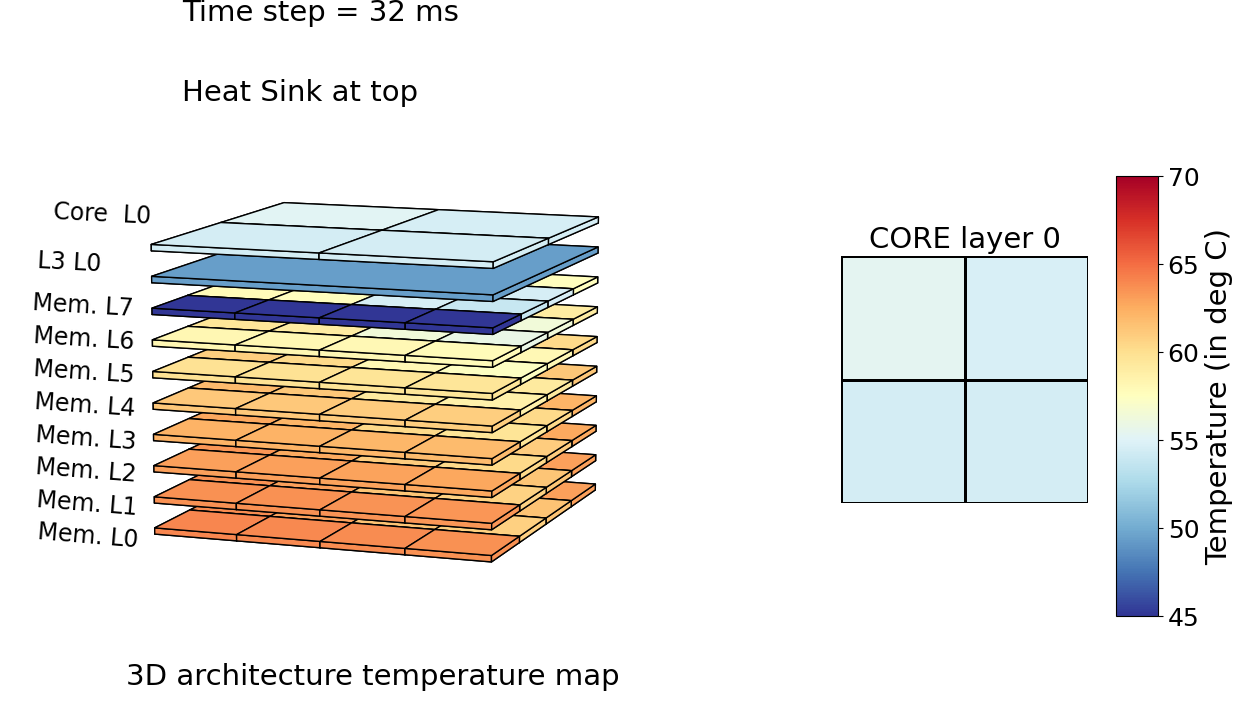 Time step = 32 ms
Heat Sink at top
Core  L0
L3 L0
Mem. L7
Mem. L6
Mem. L5
Mem. L4
Mem. L3
Mem. L2
Mem. L1
Mem. L0
3D architecture temperature map
CORE layer 0
70
65
60
55
50
45
Temperature (in deg C)